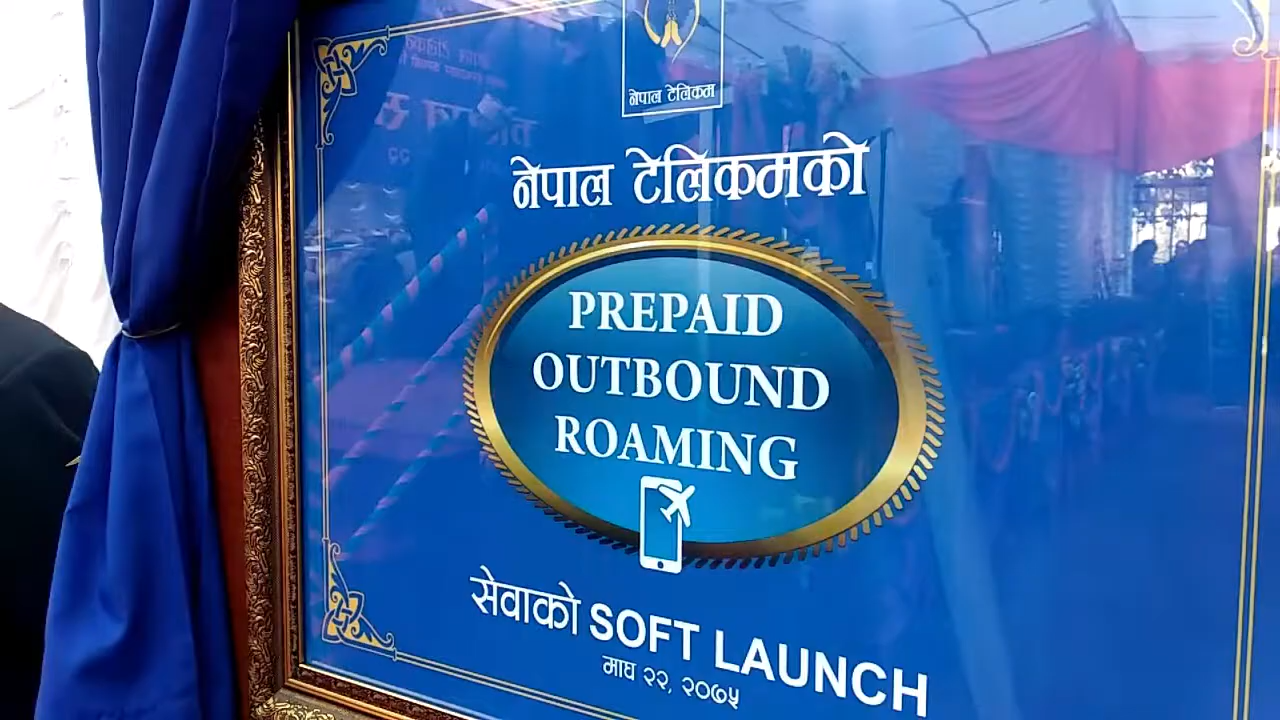 नेपाल टेलिकम
नेपाल टेलिकमको
PREPAID
OUTBOUND
ROAMING
सेवाको SOFT LAUNCH
माघ २२, २०७५